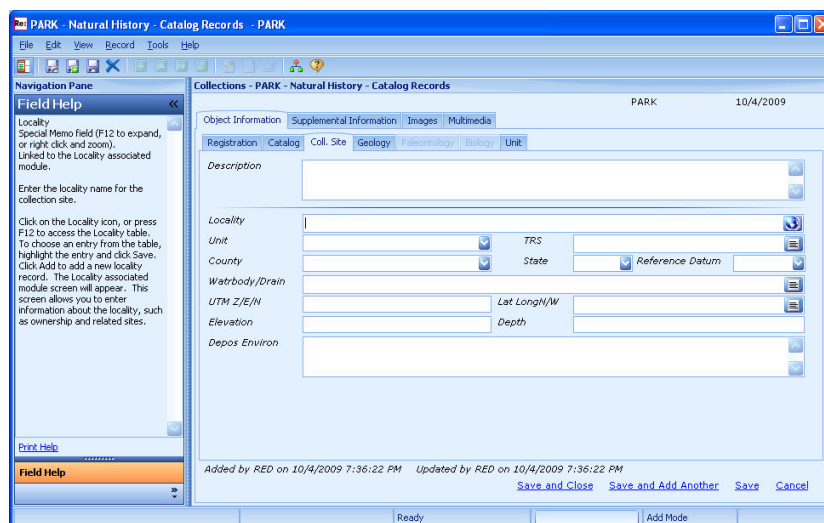 Re: PARK - Natural History - Catalog Records - PARK
File Edit View Record Tools Help
Navigation Pane
Field Help «
Locality
Special Memo field (F12 to expand,
or right click and zoom).
Linked to the Locality associated
module.
Enter the locality name for the
collection site.
Click on the Locality icon, or press
F12 to access the Locality table.
To choose an entry from the table,
highlight the entry and click Save.
Click Add to add a new locality
record. The Locality associated
module screen will appear. This
screen allows you to enter
information about the locality, such
as ownership and related sites.
Print Help
Field Help
»
Collections - PARK - Natural History - Catalog Records
PARK 10/4/2009
Object Information Supplemental Information Images Multimedia
Registration Catalog Coll. Site Geology Paleontology Biology Unit
Description
Locality
Unit TRS
County State Reference Datum
Watrbody/Drain
UTM Z/E/N Lat LongN/W
Elevation Depth
Depos Environ
Added by RED on 10/4/2009 7:36:22 PM Updated by RED on 10/4/2009 7:36:22 PM
Save and Close Save and Add Another Save Cancel
Ready Add Mode